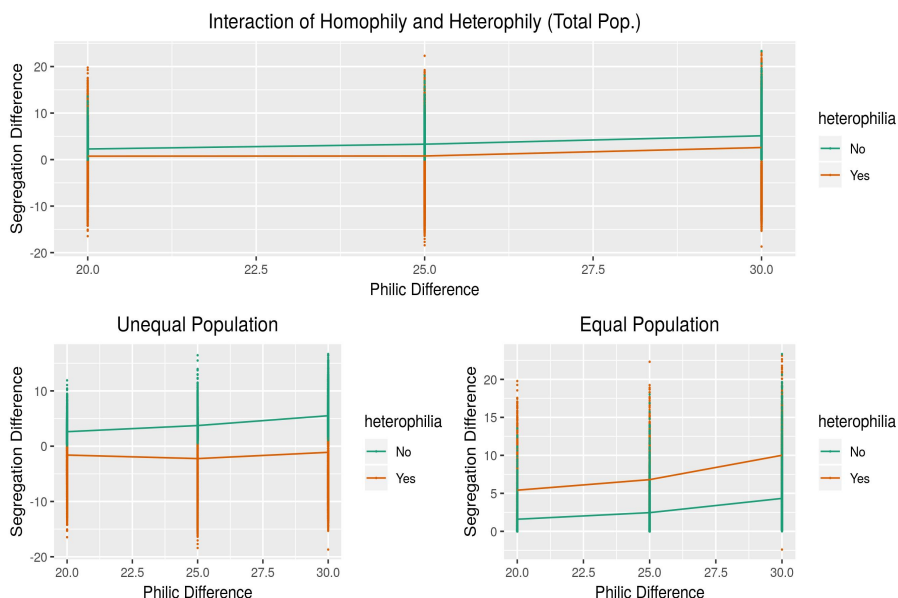 Interaction of Homophily and Heterophily (Total Pop.)
Segregation Difference
20
10
0
-10
-20
20.0 22.5 25.0 27.5 30.0
Philic Difference
heterophilia
No
Yes
Unequal Population
Segregation Difference
10
0
-10
-20
20.0 22.5 25.0 27.5 30.0
Philic Difference
heterophilia
No
Yes
Equal Population
Segregation Difference
20
15
10
5
0
20.0 22.5 25.0 27.5 30.0
Philic Difference
heterophilia
No
Yes